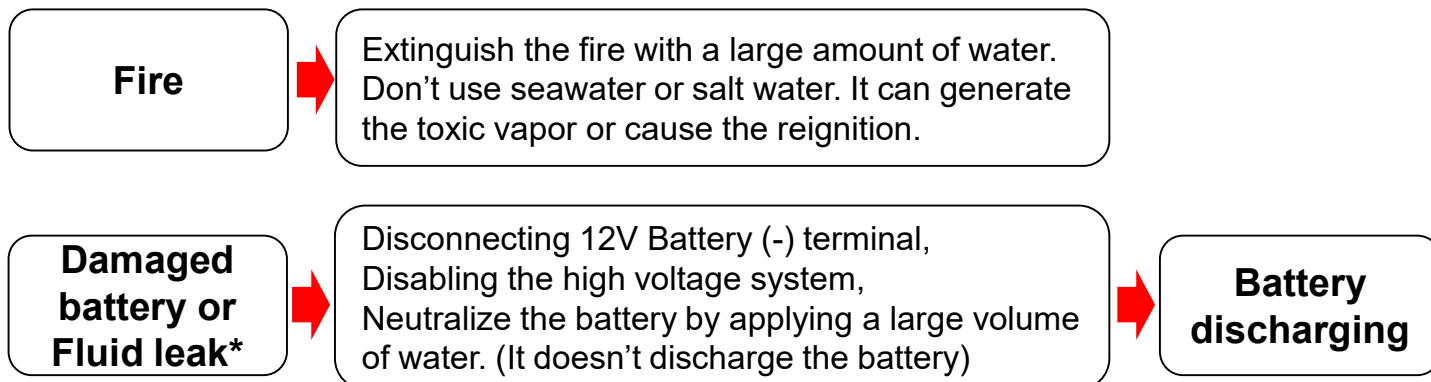 Fire
Extinguish the fire with a large amount of water.
Don’t use seawater or salt water. It can generate
the toxic vapor or cause the reignition.
Damaged
battery or
Fluid leak*
Disconnecting 12V Battery (-) terminal,
Disabling the high voltage system,
Neutralize the battery by applying a large volume
of water. (It doesn’t discharge the battery)
Battery
discharging